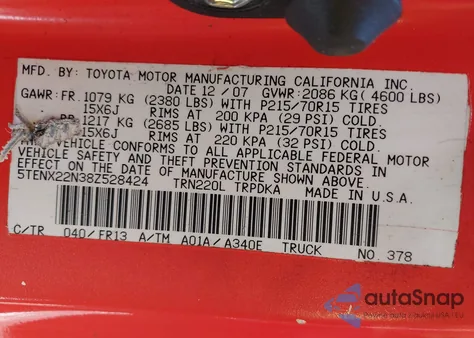 MFD. BY: TOYOTA MOTOR MANUFACTURING CALIFORNIA INC.
DATE 12/07 GVWR: 2086 KG (4600 LBS)
GAWR: FR. 1079 KG (2380 LBS) WITH P215/70R15 TIRES
15X6J RIMS AT 200 KPA (29 PSI) COLD.
RR. 1217 KG (2685 LBS) WITH P215/70R15 TIRES
15X6J RIMS AT 220 KPA (32 PSI) COLD.
THIS VEHICLE CONFORMS TO ALL APPLICABLE FEDERAL MOTOR
VEHICLE SAFETY AND THEFT PREVENTION STANDARDS IN
EFFECT ON THE DATE OF MANUFACTURE SHOWN ABOVE.
5TENX22N38Z528424 TRN220L TRPDKA MADE IN U.S.A.
C/TR 040/FR13 A/TM A01A/A340E TRUCK NO. 378
autoSnap